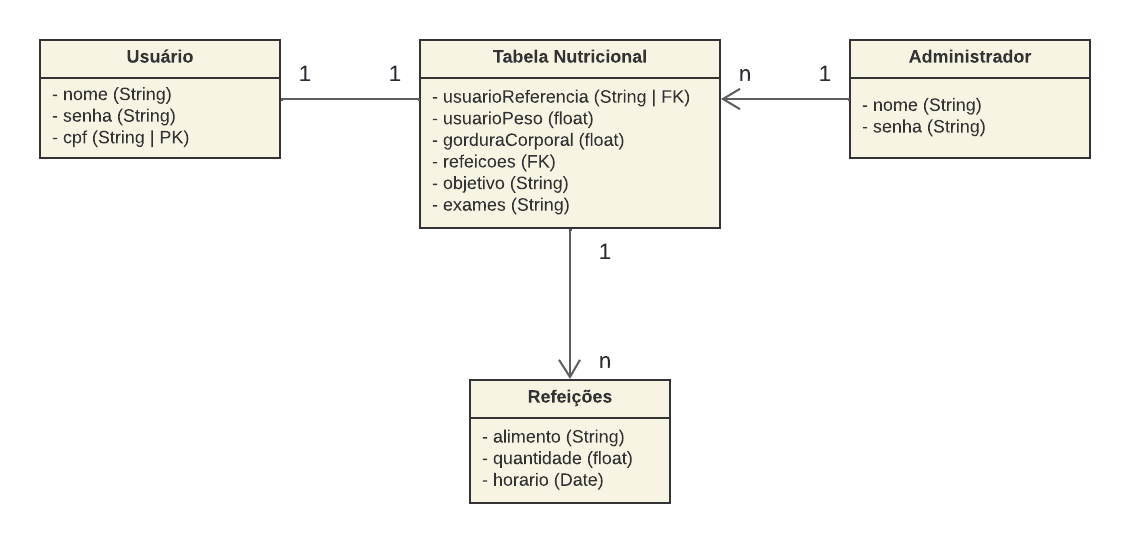 Usuário
- nome (String)
- senha (String)
- cpf (String | PK)
1
1
Tabela Nutricional
- usuarioReferencia (String | FK)
- usuarioPeso (float)
- gorduraCorporal (float)
- refeicoes (FK)
- objetivo (String)
- exames (String)
n
1
Administrador
- nome (String)
- senha (String)
1
n
Refeições
- alimento (String)
- quantidade (float)
- horario (Date)